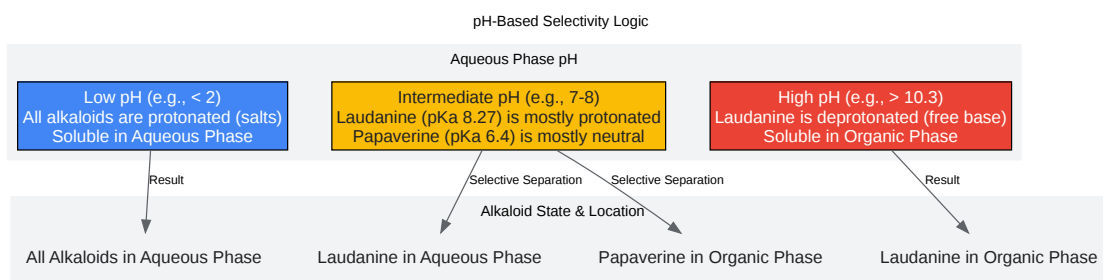 pH-Based Selectivity Logic
Aqueous Phase pH
Low pH (e.g., < 2)
All alkaloids are protonated (salts)
Soluble in Aqueous Phase
Intermediate pH (e.g., 7-8)
Laudanine (pKa 8.27) is mostly protonated
Papaverine (pKa 6.4) is mostly neutral
High pH (e.g., > 10.3)
Laudanine is deprotonated (free base)
Soluble in Organic Phase
Result
Selective Separation
Selective Separation
Result
Alkaloid State & Location
All Alkaloids in Aqueous Phase
Laudanine in Aqueous Phase
Papaverine in Organic Phase
Laudanine in Organic Phase